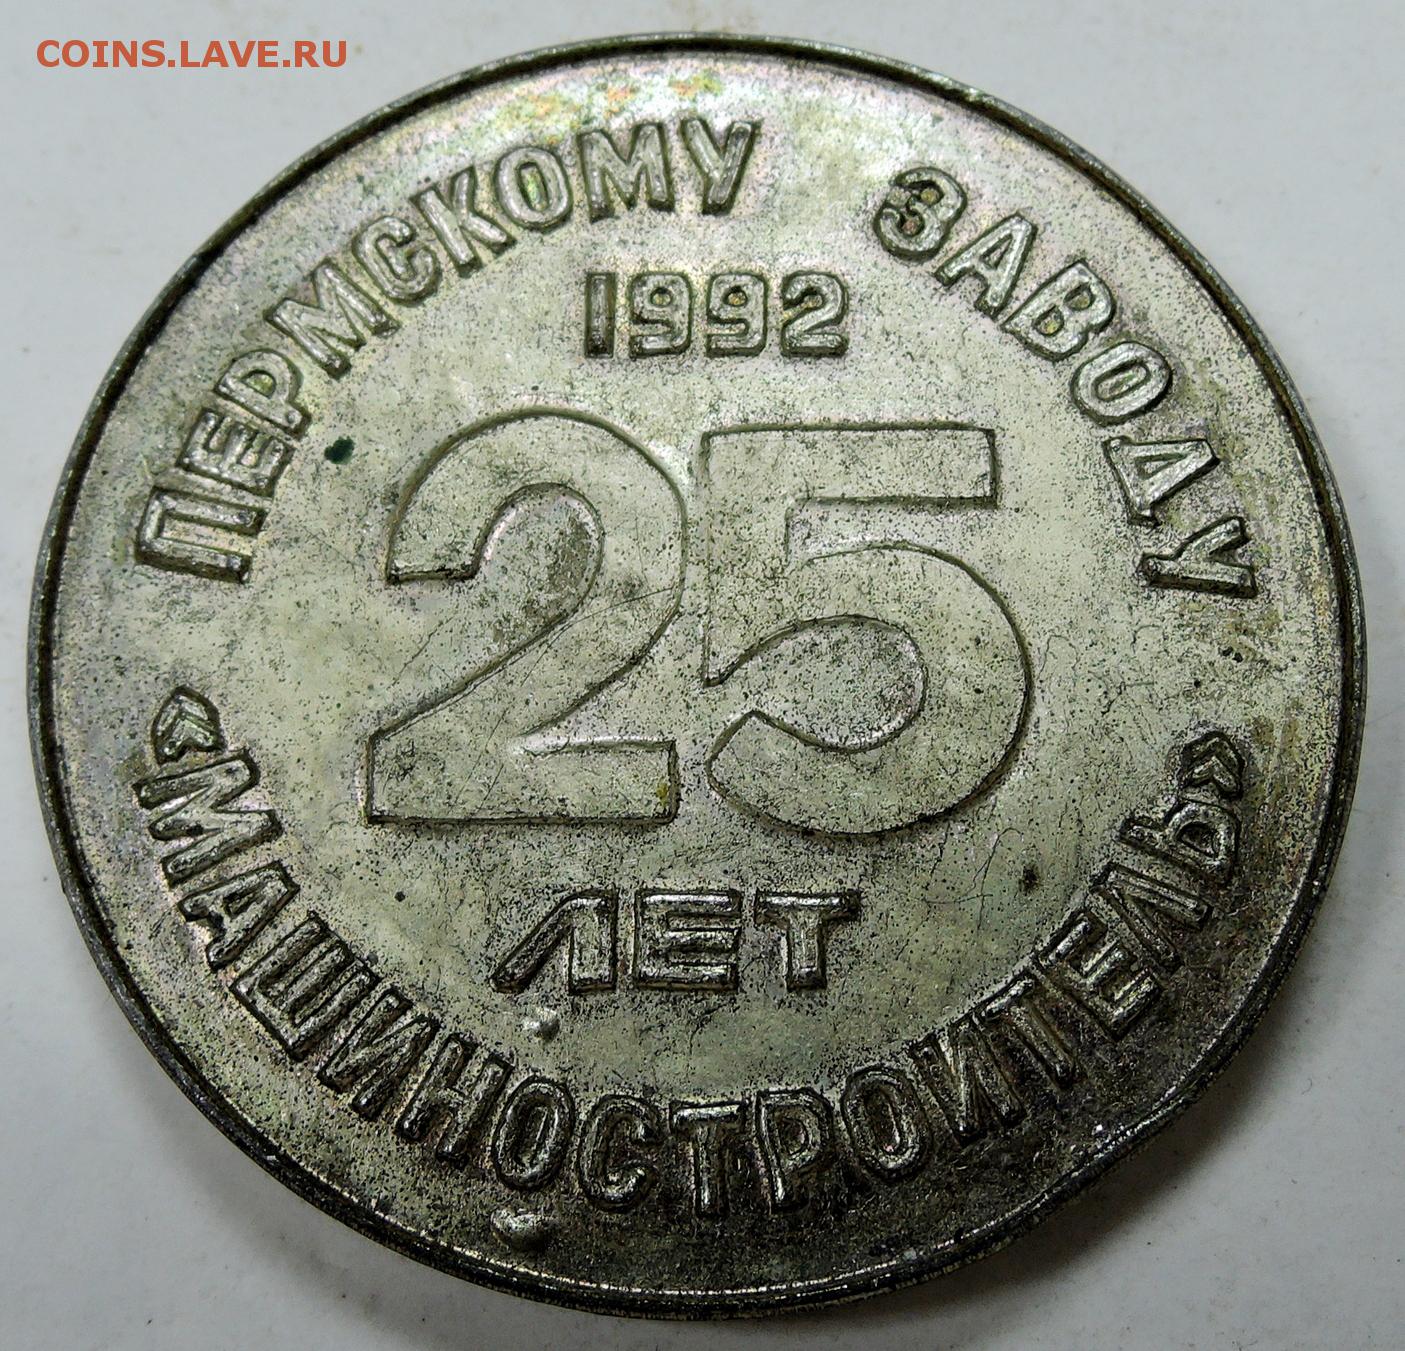 COINS.LAVE.RU
ПЕРМСКОМУ ЗАВОДУ
1992
25
ЛЕТ
«МАШИНОСТРОИТЕЛЬ»